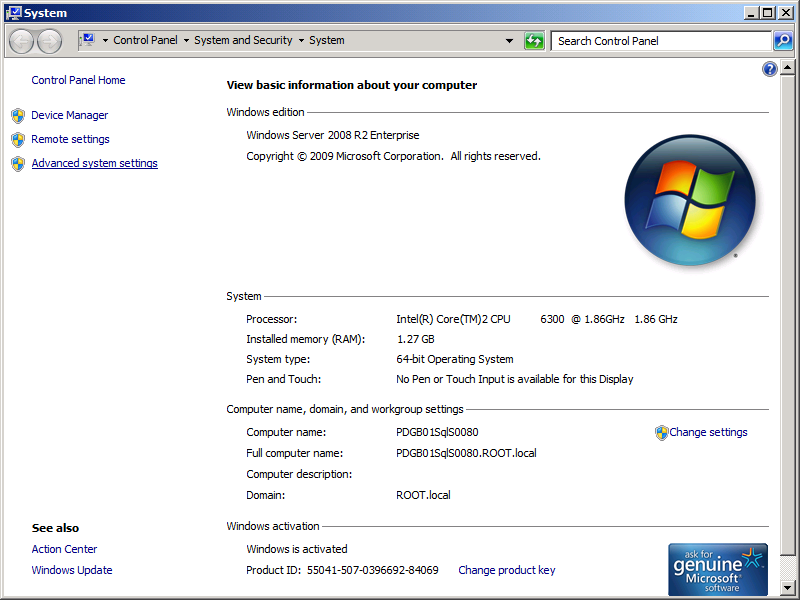 System
Control Panel System and Security System
Search Control Panel
Control Panel Home
Device Manager
Remote settings
Advanced system settings
See also
Action Center
Windows Update
View basic information about your computer
Windows edition
Windows Server 2008 R2 Enterprise
Copyright © 2009 Microsoft Corporation. All rights reserved.
System
Processor: Intel(R) Core(TM)2 CPU 6300 @ 1.86GHz 1.86 GHz
Installed memory (RAM): 1.27 GB
System type: 64-bit Operating System
Pen and Touch: No Pen or Touch Input is available for this Display
Computer name, domain, and workgroup settings
Computer name: PDGB01SqlS0080 Change settings
Full computer name: PDGB01SqlS0080.ROOT.local
Computer description:
Domain: ROOT.local
Windows activation
Windows is activated
Product ID: 55041-507-0396692-84069 Change product key
ask for
genuine
Microsoft
software